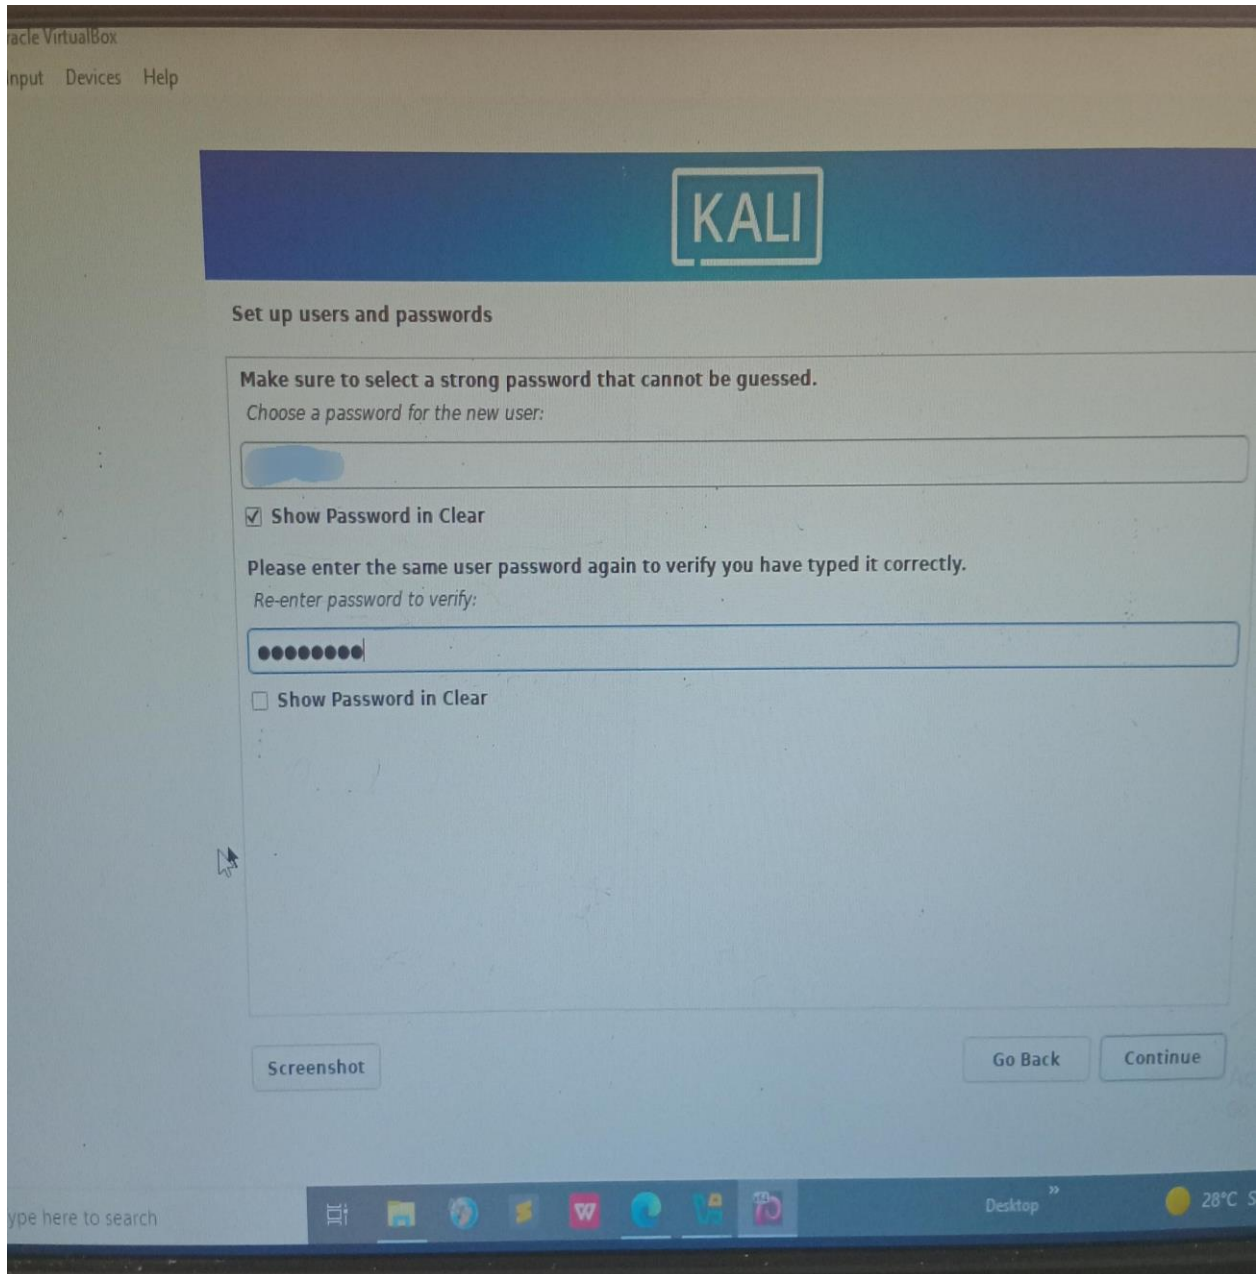 racle VirtualBox
nput Devices Help
KALI
Set up users and passwords
Make sure to select a strong password that cannot be guessed.
Choose a password for the new user:
Show Password in Clear
Please enter the same user password again to verify you have typed it correctly.
Re-enter password to verify:
●●●●●●●●
Show Password in Clear
Screenshot Go Back Continue
ype here to search Desktop » 28°C S